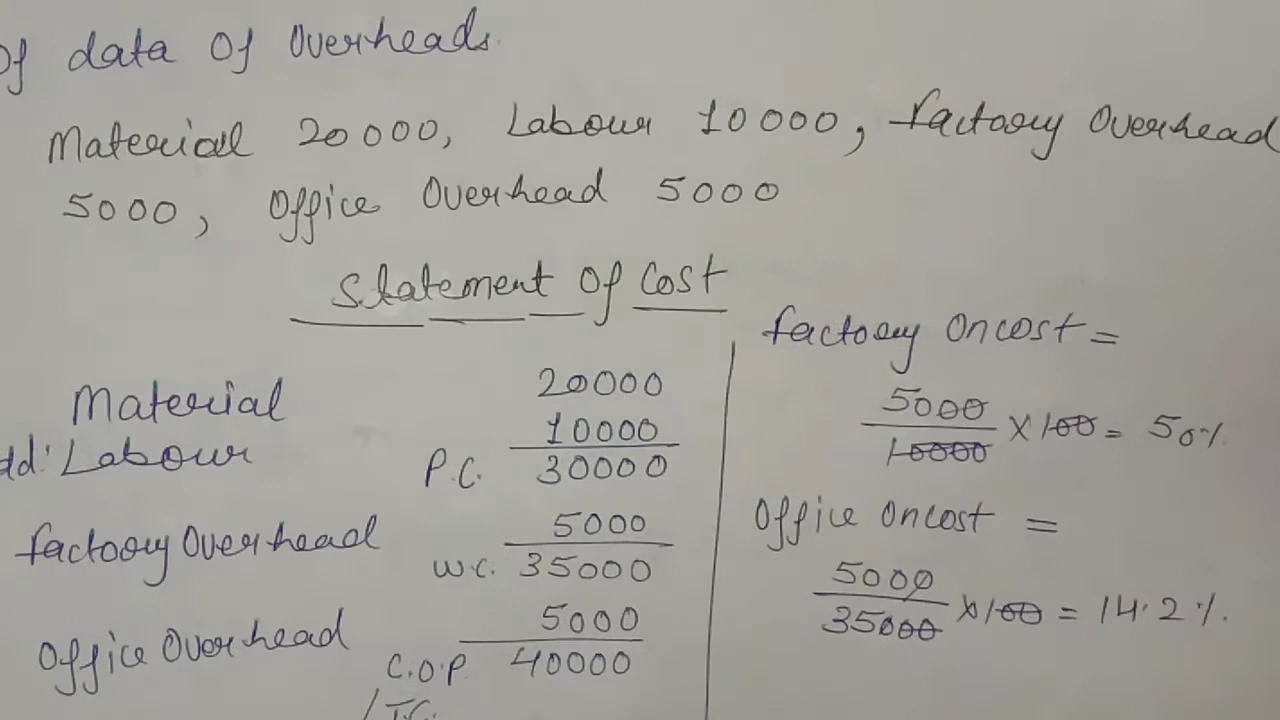 Of data Of Overheads.
Material 20000, Labour 10000, factory Overhead
5000, Office Overhead 5000
Statement Of Cost
Material 20000
dd: Labour 10000
P.C. 30000
factory Overhead 5000
W.C. 35000
Office Overhead 5000
C.O.P. 40000
/ T.C.
factory Oncost =
5000
10000 × 100 = 50%
Office Oncost =
5000
35000 × 100 = 14.2%.